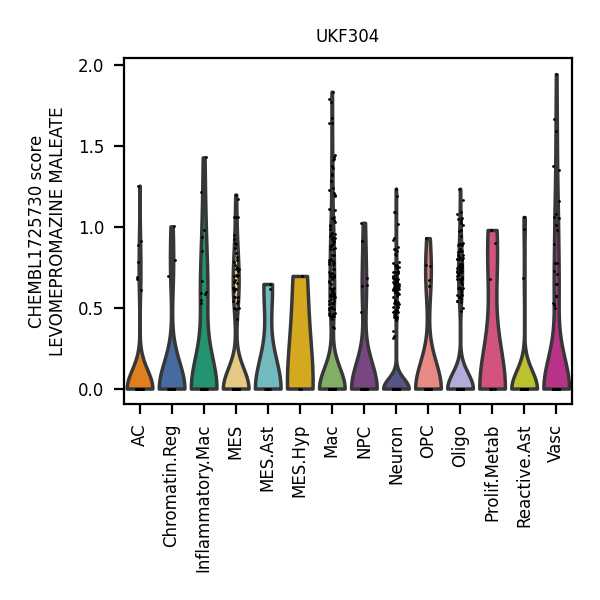 UKF304
CHEMBL1725730 score
LEVOMEPROMAZINE MALEATE
2.0
1.5
1.0
0.5
0.0
AC
Chromatin.Reg
Inflammatory.Mac
MES
MES.Ast
MES.Hyp
Mac
NPC
Neuron
OPC
Oligo
Prolif.Metab
Reactive.Ast
Vasc